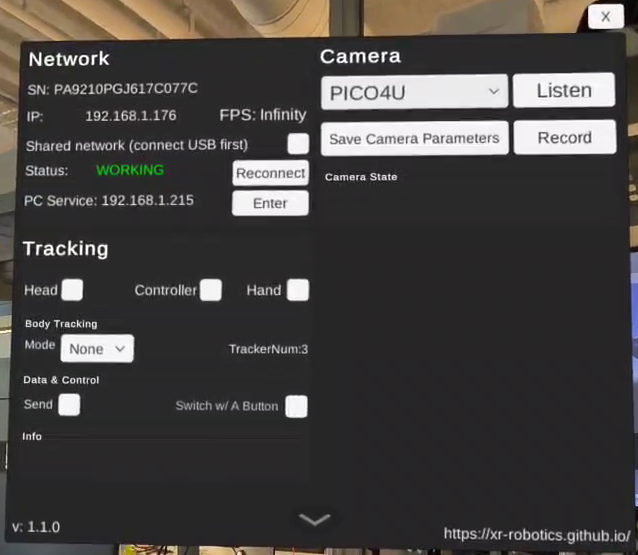 X
Network
SN: PA9210PGJ617C077C
IP: 192.168.1.176 FPS: Infinity
Shared network (connect USB first)
Status: WORKING Reconnect
PC Service: 192.168.1.215 Enter
Tracking
Head Controller Hand
Body Tracking
Mode None TrackerNum:3
Data & Control
Send Switch w/ A Button
Info
v: 1.1.0
Camera
PICO4U Listen
Save Camera Parameters Record
Camera State
https://xr-robotics.github.io/